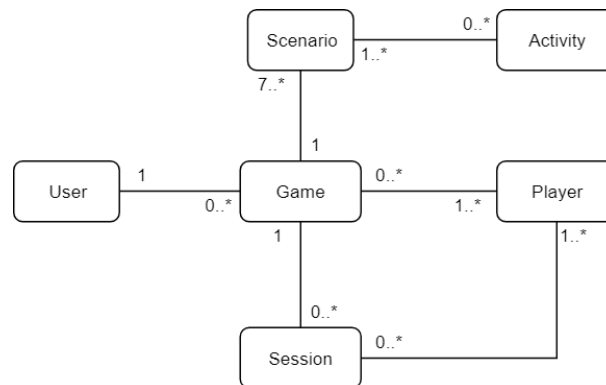 Scenario
0..*
Activity
1..*
7..*
1
User
1
0..*
Game
0..*
1..*
Player
1
1..*
0..*
Session
0..*